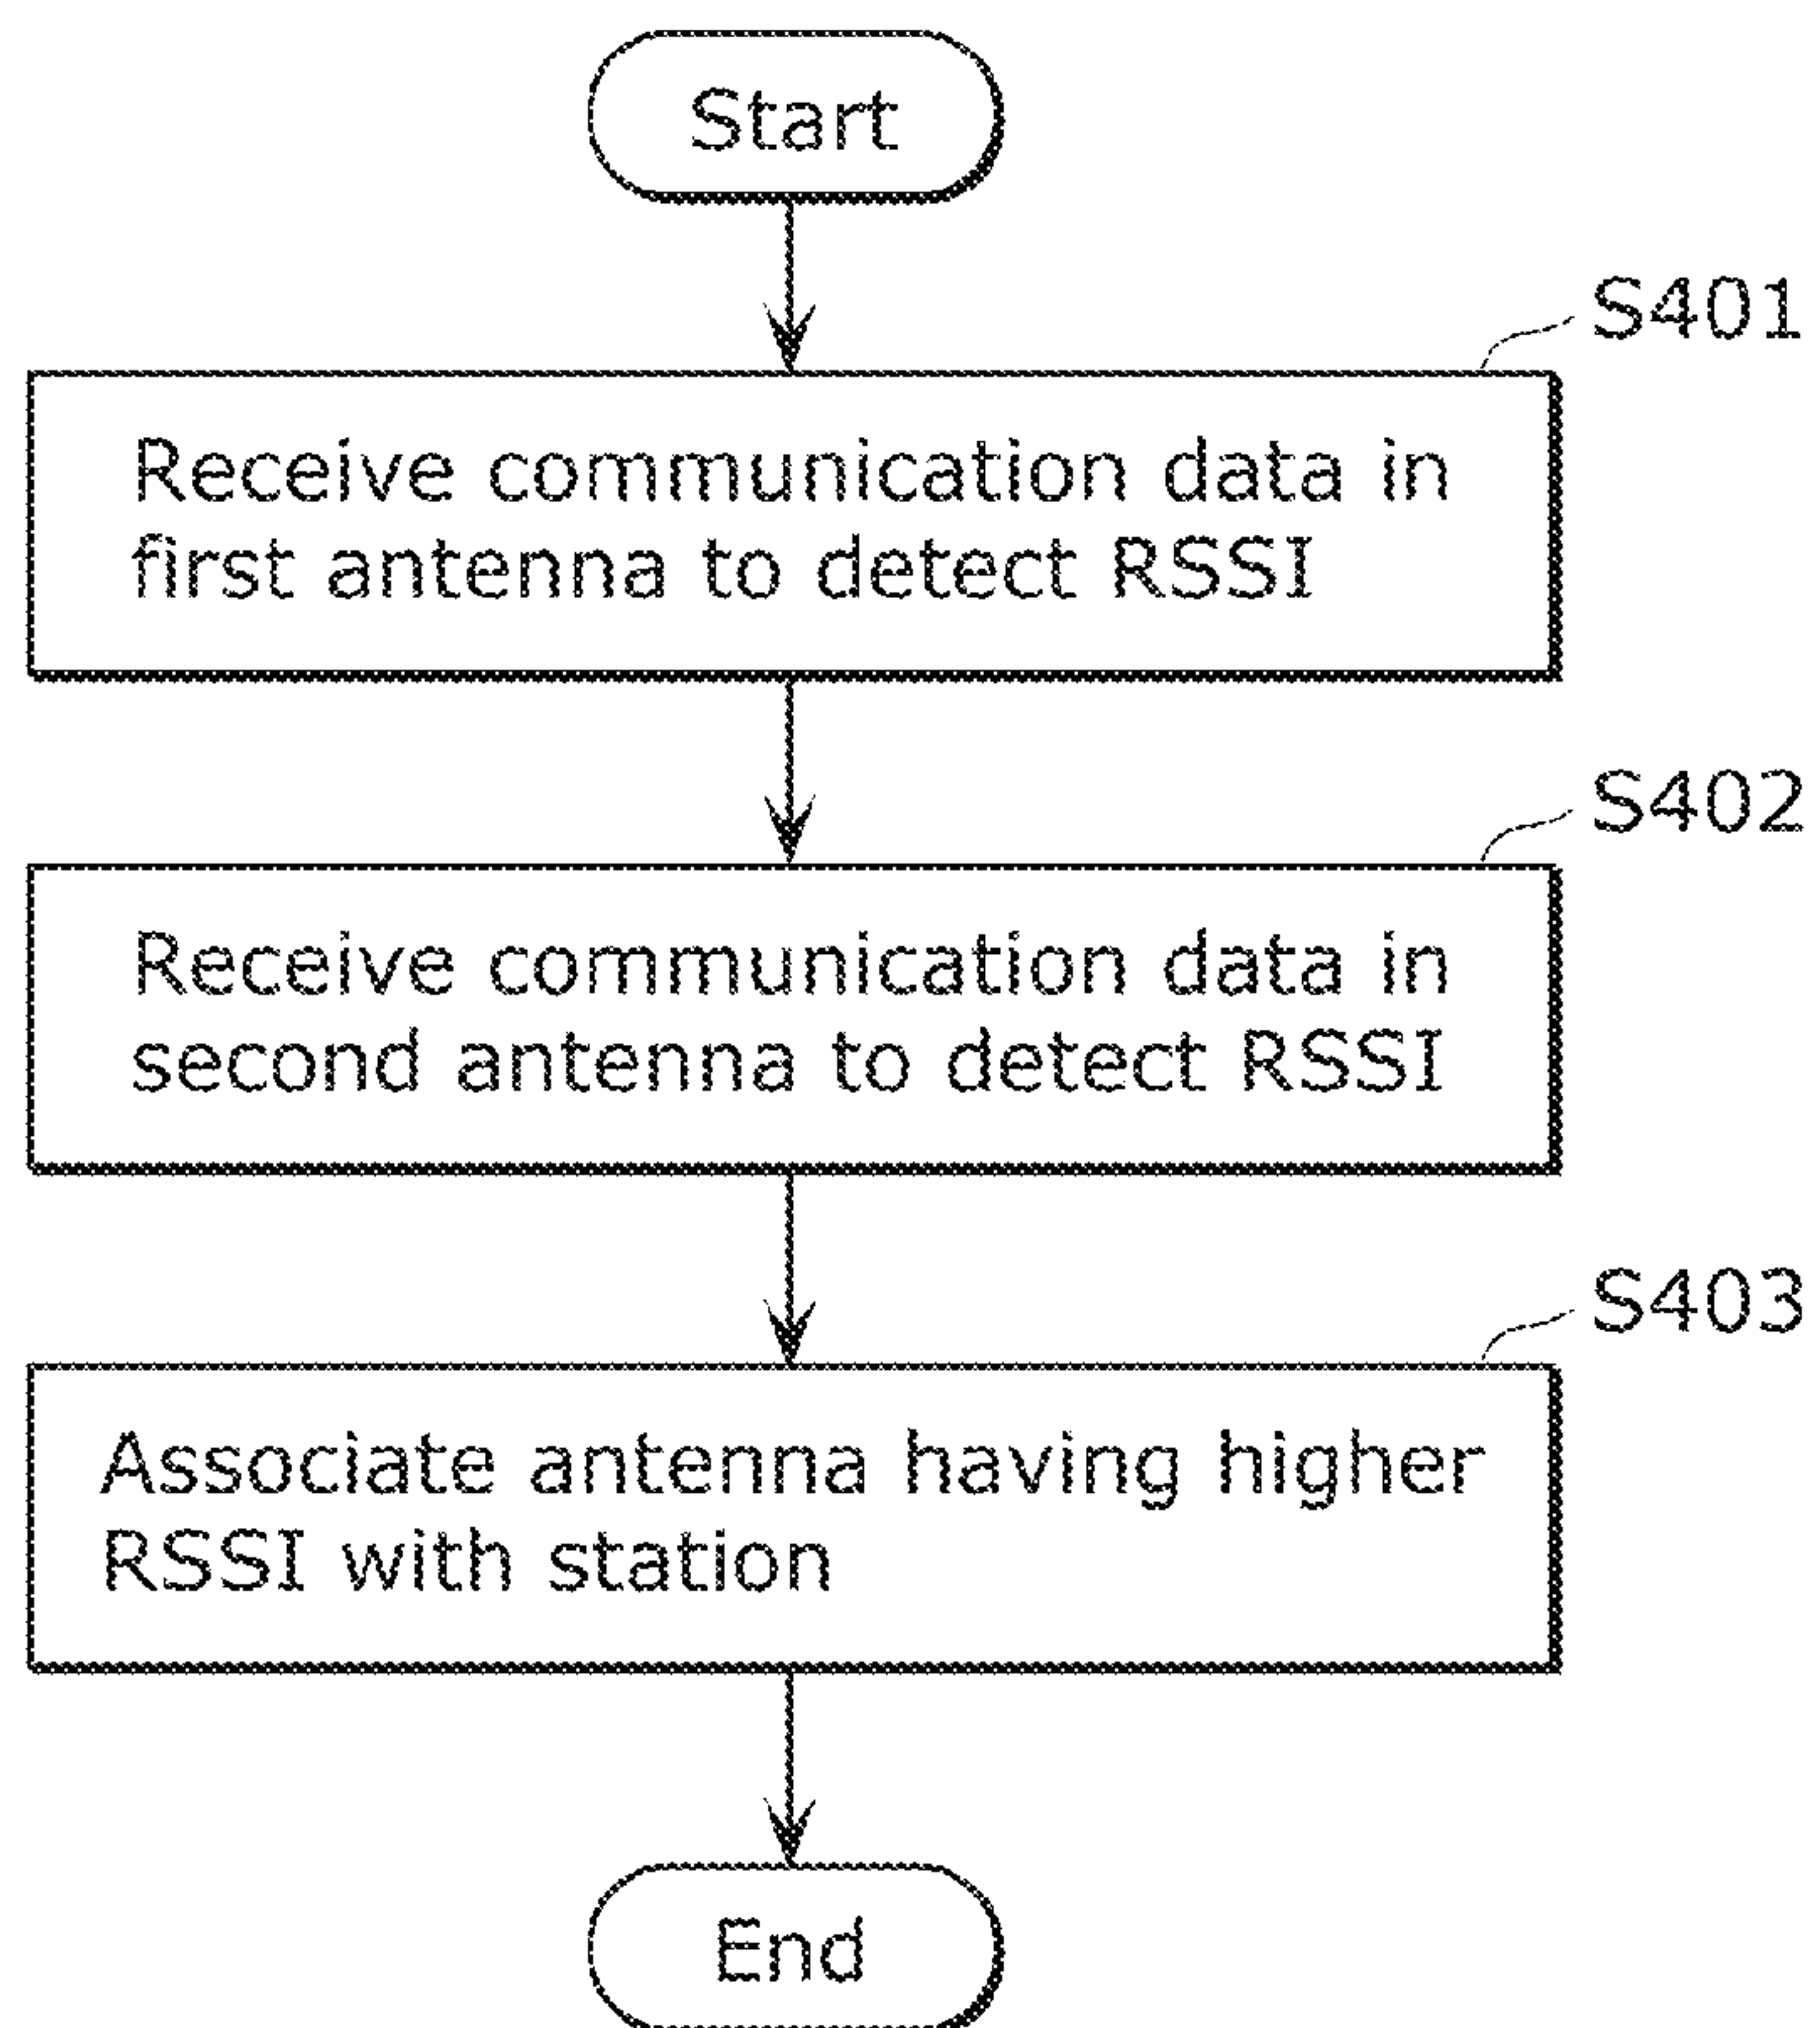 Start
S401
Receive communication data in
first antenna to detect RSSI
S402
Receive communication data in
second antenna to detect RSSI
S403
Associate antenna having higher
RSSI with station
End